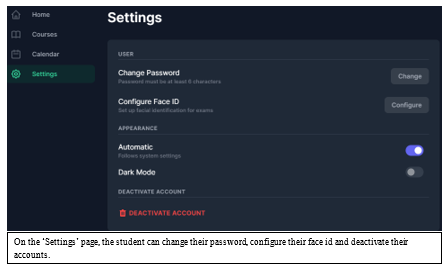 Home
Settings
Courses
Calendar
Settings
USER
Change Password
Password must be at least 6 characters
Change
Configure Face ID
Set up facial identification for exams.
Configure
APPEARANCE
Automatic
Follows system settings
Dark Mode
DEACTIVATE ACCOUNT
DEACTIVATE ACCOUNT
On the 'Settings' page, the student can change their password, configure their face id and deactivate their
accounts.